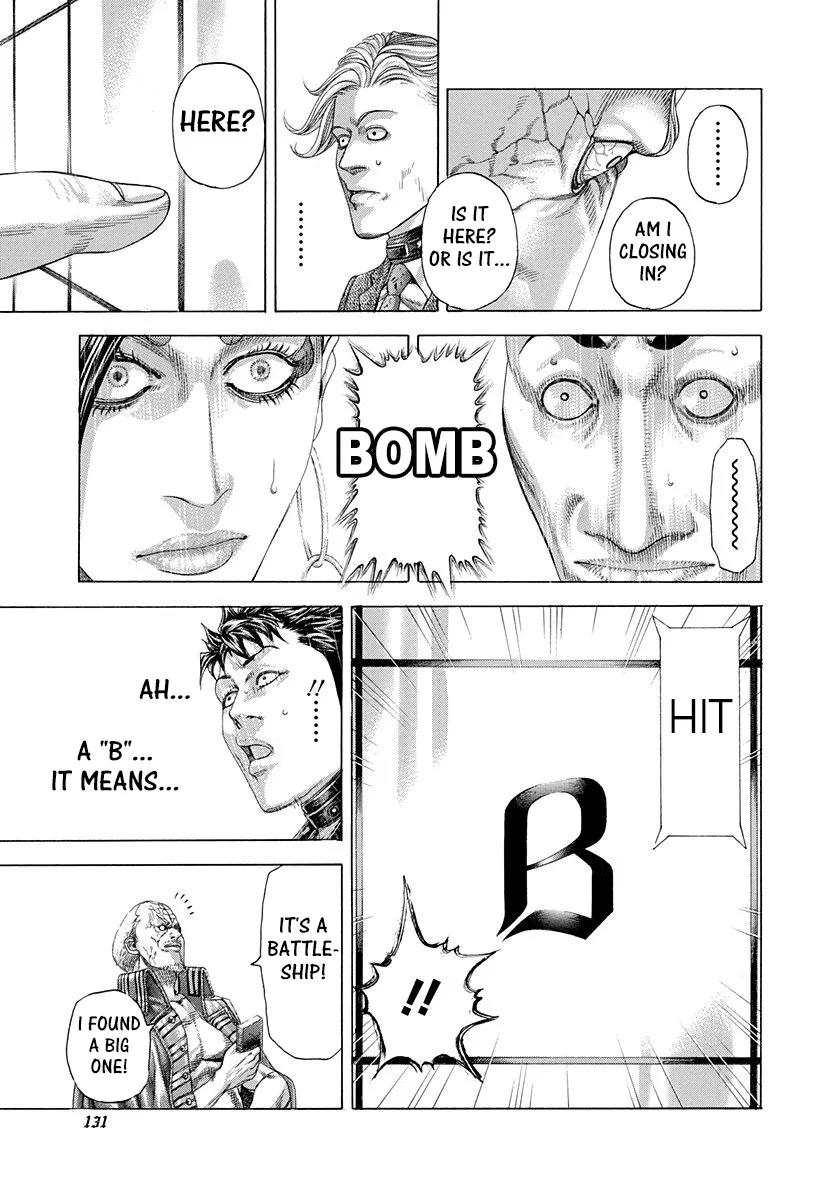 .......
AM I
CLOSING
IN?
IS IT
HERE?
OR IS IT...
.......
HERE?
BOMB
HIT
B
!!
!!
.....
AH...
A "B"...
IT MEANS...
IT'S A
BATTLE-
SHIP!
I FOUND
A BIG
ONE!
131